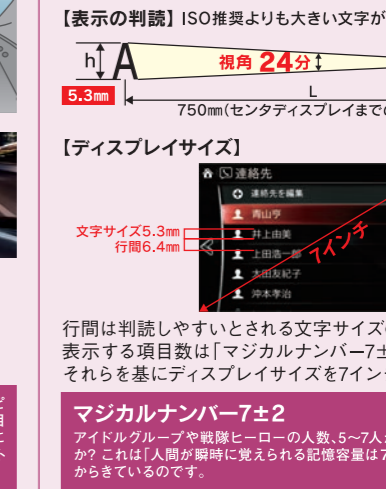 【表示の判読】ISO推奨よりも大きい文字が
h A 視角 24分
5.3㎜
L
750㎜(センタディスプレイまでの
【ディスプレイサイズ】
連絡先
連絡先を編集
青山亨
文字サイズ5.3㎜
井上由美
行間6.4㎜
上田浩一郎
7インチ
太田友紀子
沖本孝治
行間は判読しやすいとされる文字サイズの
表示する項目数は「マジカルナンバー7±
それらを基にディスプレイサイズを7イン
マジカルナンバー7±2
アイドルグループや戦隊ヒーローの人数、5〜7人
か? これは「人間が瞬時に覚えられる記憶容量は7
からきているのです。